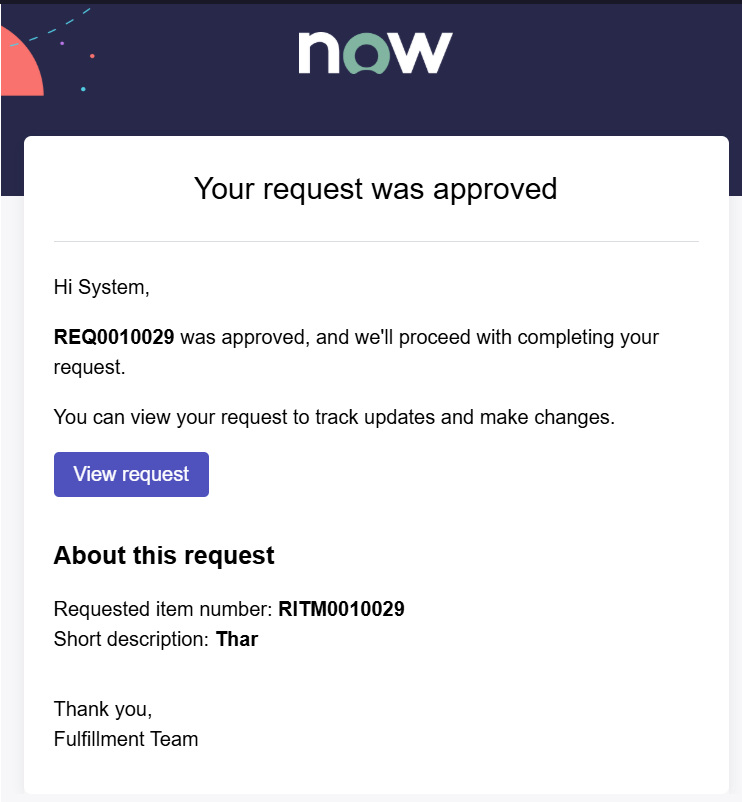 now
Your request was approved
Hi System,
REQ0010029 was approved, and we'll proceed with completing your
request.
You can view your request to track updates and make changes.
View request
About this request
Requested item number: RITM0010029
Short description: Thar
Thank you,
Fulfillment Team